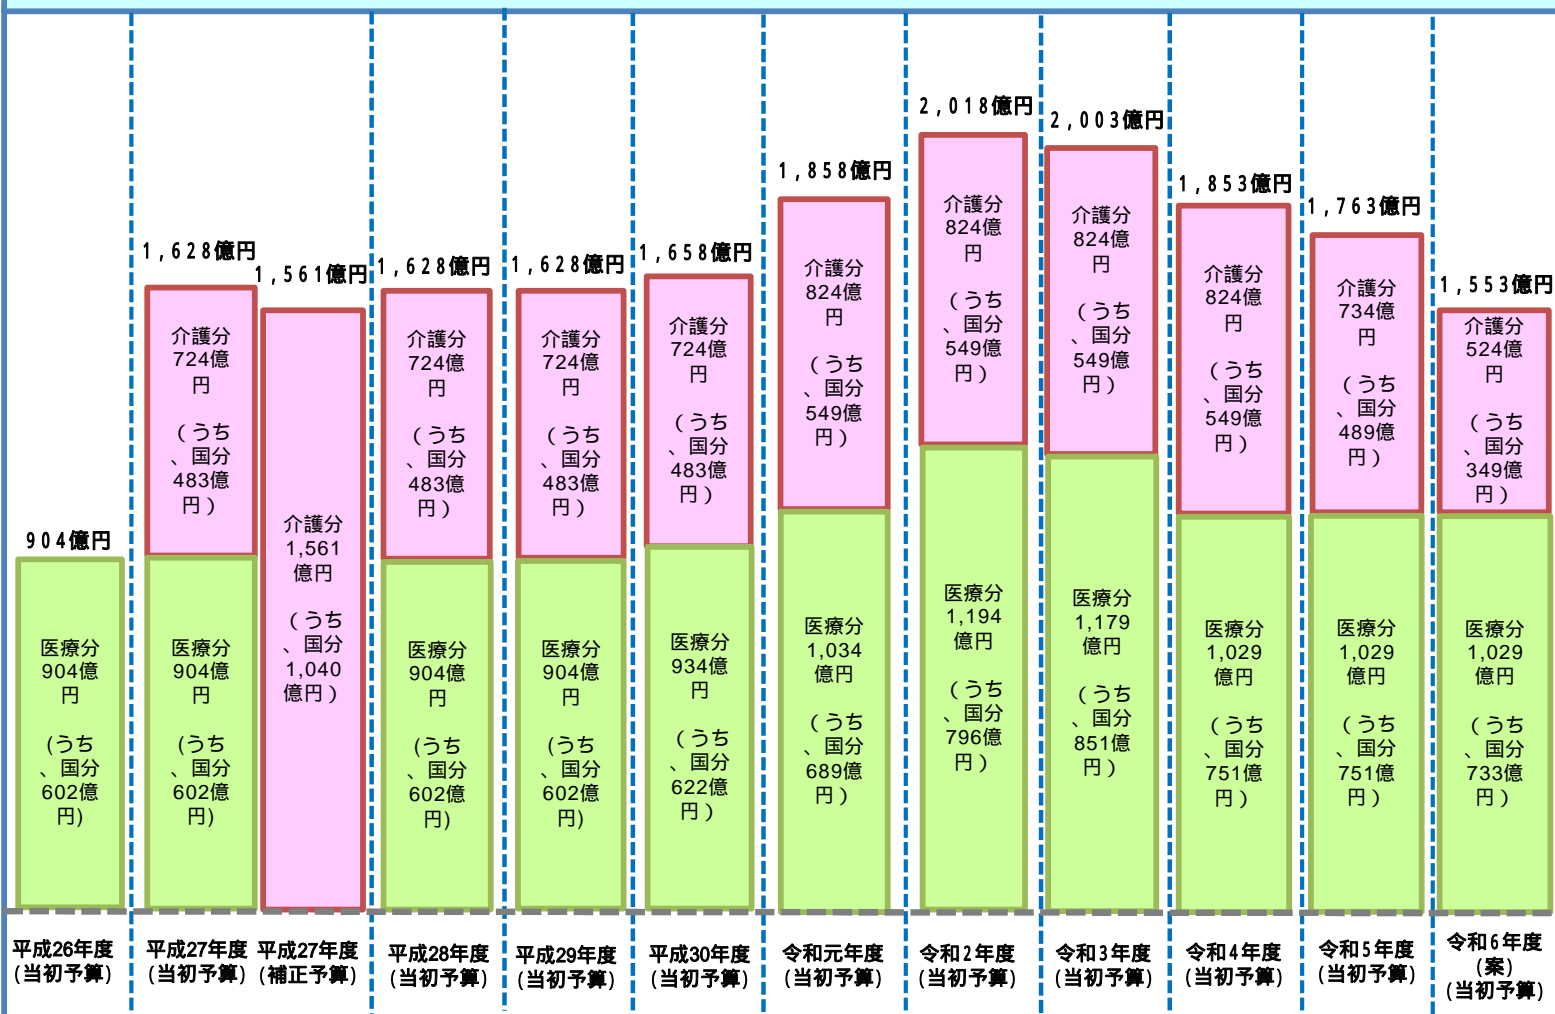 904億円
医療分
904億
円
(うち
、国分
602億
円)
平成26年度
(当初予算)
1,628億円
介護分
724億
円
（うち
、国分
483億
円）
医療分
904億
円
(うち
、国分
602億
円)
平成27年度
(当初予算)
1,561億円
介護分
1,561
億円
（うち
、国分
1,040
億円）
平成27年度
(補正予算)
1,628億円
介護分
724億
円
（うち
、国分
483億
円）
医療分
904億
円
(うち
、国分
602億
円)
平成28年度
(当初予算)
1,628億円
介護分
724億
円
（うち
、国分
483億
円）
医療分
904億
円
(うち
、国分
602億
円)
平成29年度
(当初予算)
1,658億円
介護分
724億
円
（うち
、国分
483億
円）
医療分
934億
円
（うち
、国分
622億
円）
平成30年度
(当初予算)
1,858億円
介護分
824億
円
（うち
、国分
549億
円）
医療分
1,034
億円
（うち
、国分
689億
円）
令和元年度
(当初予算)
2,018億円
介護分
824億
円
（うち
、国分
549億
円）
医療分
1,194
億円
（うち
、国分
796億
円）
令和2年度
(当初予算)
2,003億円
介護分
824億
円
（うち
、国分
549億
円）
医療分
1,179
億円
（うち
、国分
851億
円）
令和3年度
(当初予算)
1,853億円
介護分
824億
円
（うち
、国分
549億
円）
医療分
1,029
億円
（うち
、国分
751億
円）
令和4年度
(当初予算)
1,763億円
介護分
734億
円
（うち
、国分
489億
円）
医療分
1,029
億円
（うち
、国分
751億
円）
令和5年度
(当初予算)
1,553億円
介護分
524億
円
（うち
、国分
349億
円）
医療分
1,029
億円
（うち
、国分
733億
円）
令和6年度
(案)
(当初予算)